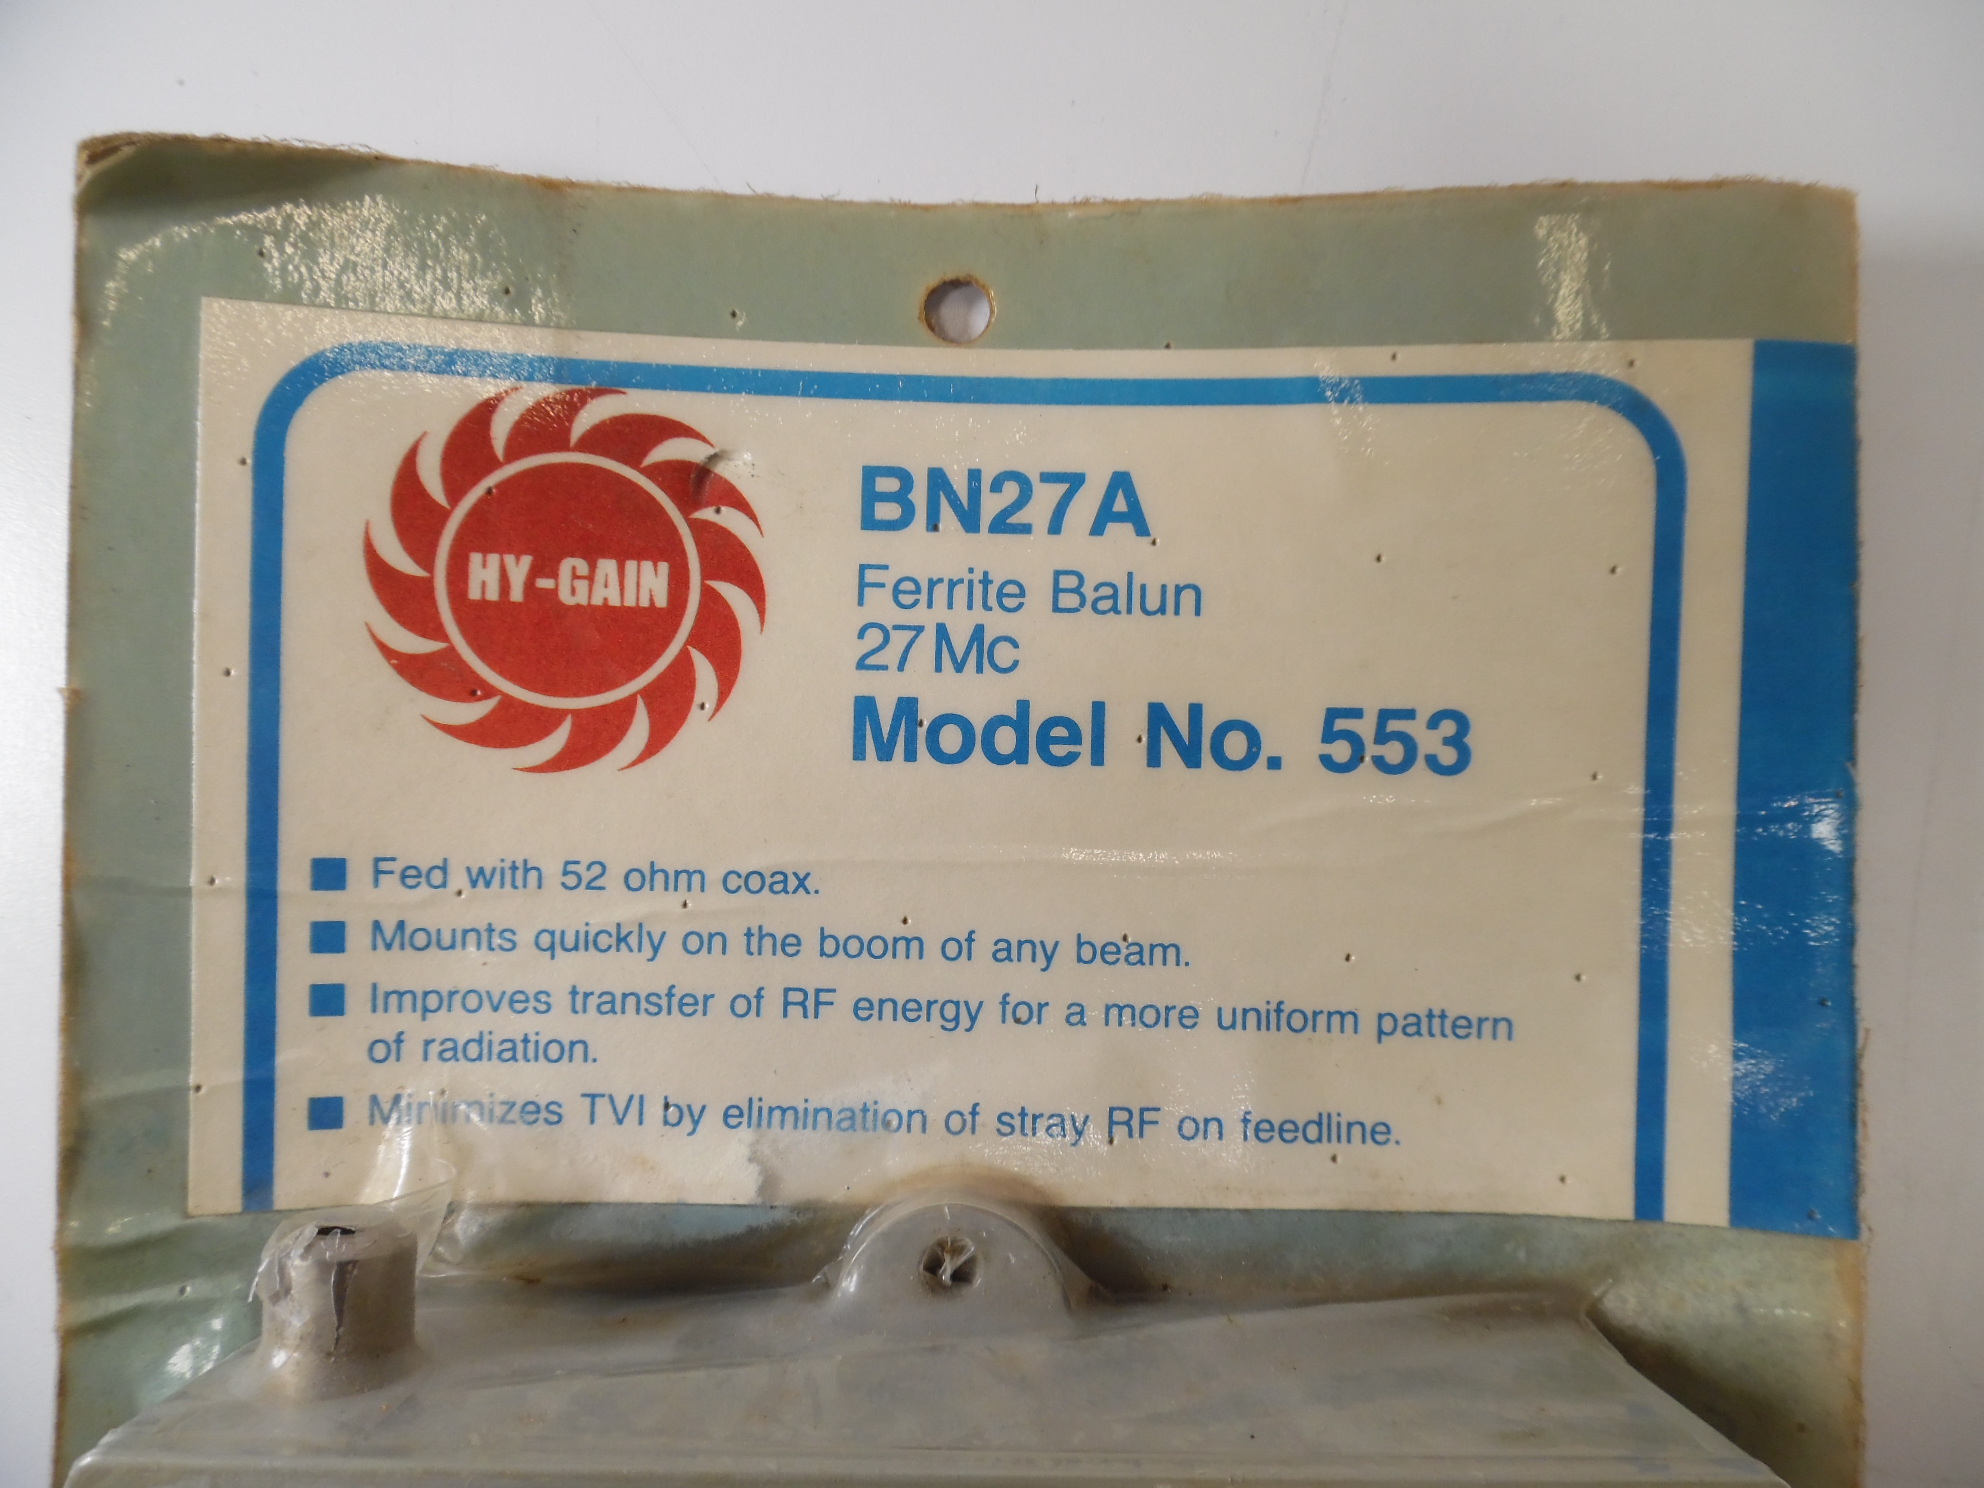 HY-GAIN
BN27A
Ferrite Balun
27Mc
Model No. 553
Fed with 52 ohm coax.
Mounts quickly on the boom of any beam.
Improves transfer of RF energy for a more uniform pattern
of radiation.
Minimizes TVI by elimination of stray RF on feedline.